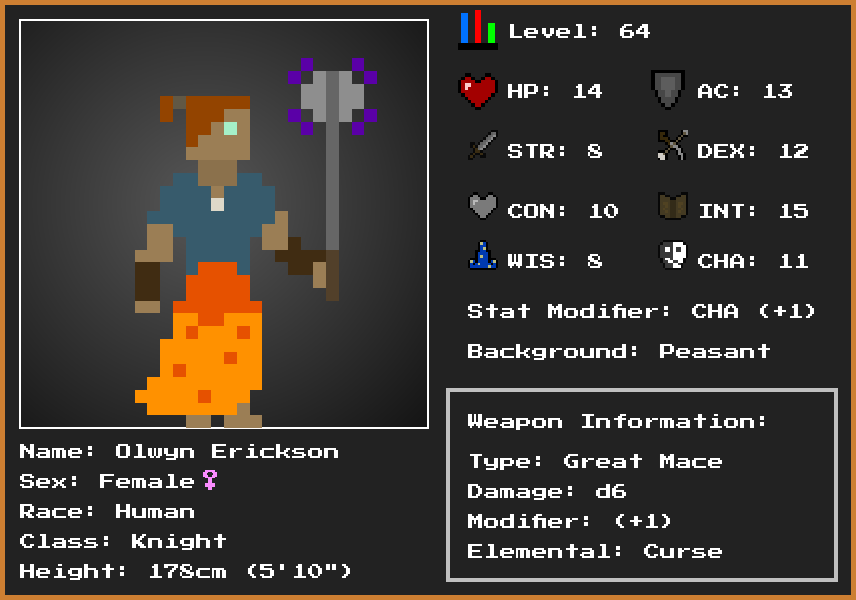 Level: 64
HP: 14
AC: 13
STR: 8
DEX: 12
CON: 10
INT: 15
WIS: 8
CHA: 11
Stat Modifier: CHA (+1)
Background: Peasant
Weapon Information:
Type: Great Mace
Damage: d6
Modifier: (+1)
Elemental: Curse
Name: Olwyn Erickson
Sex: Female♀
Race: Human
Class: Knight
Height: 178cm (5'10")